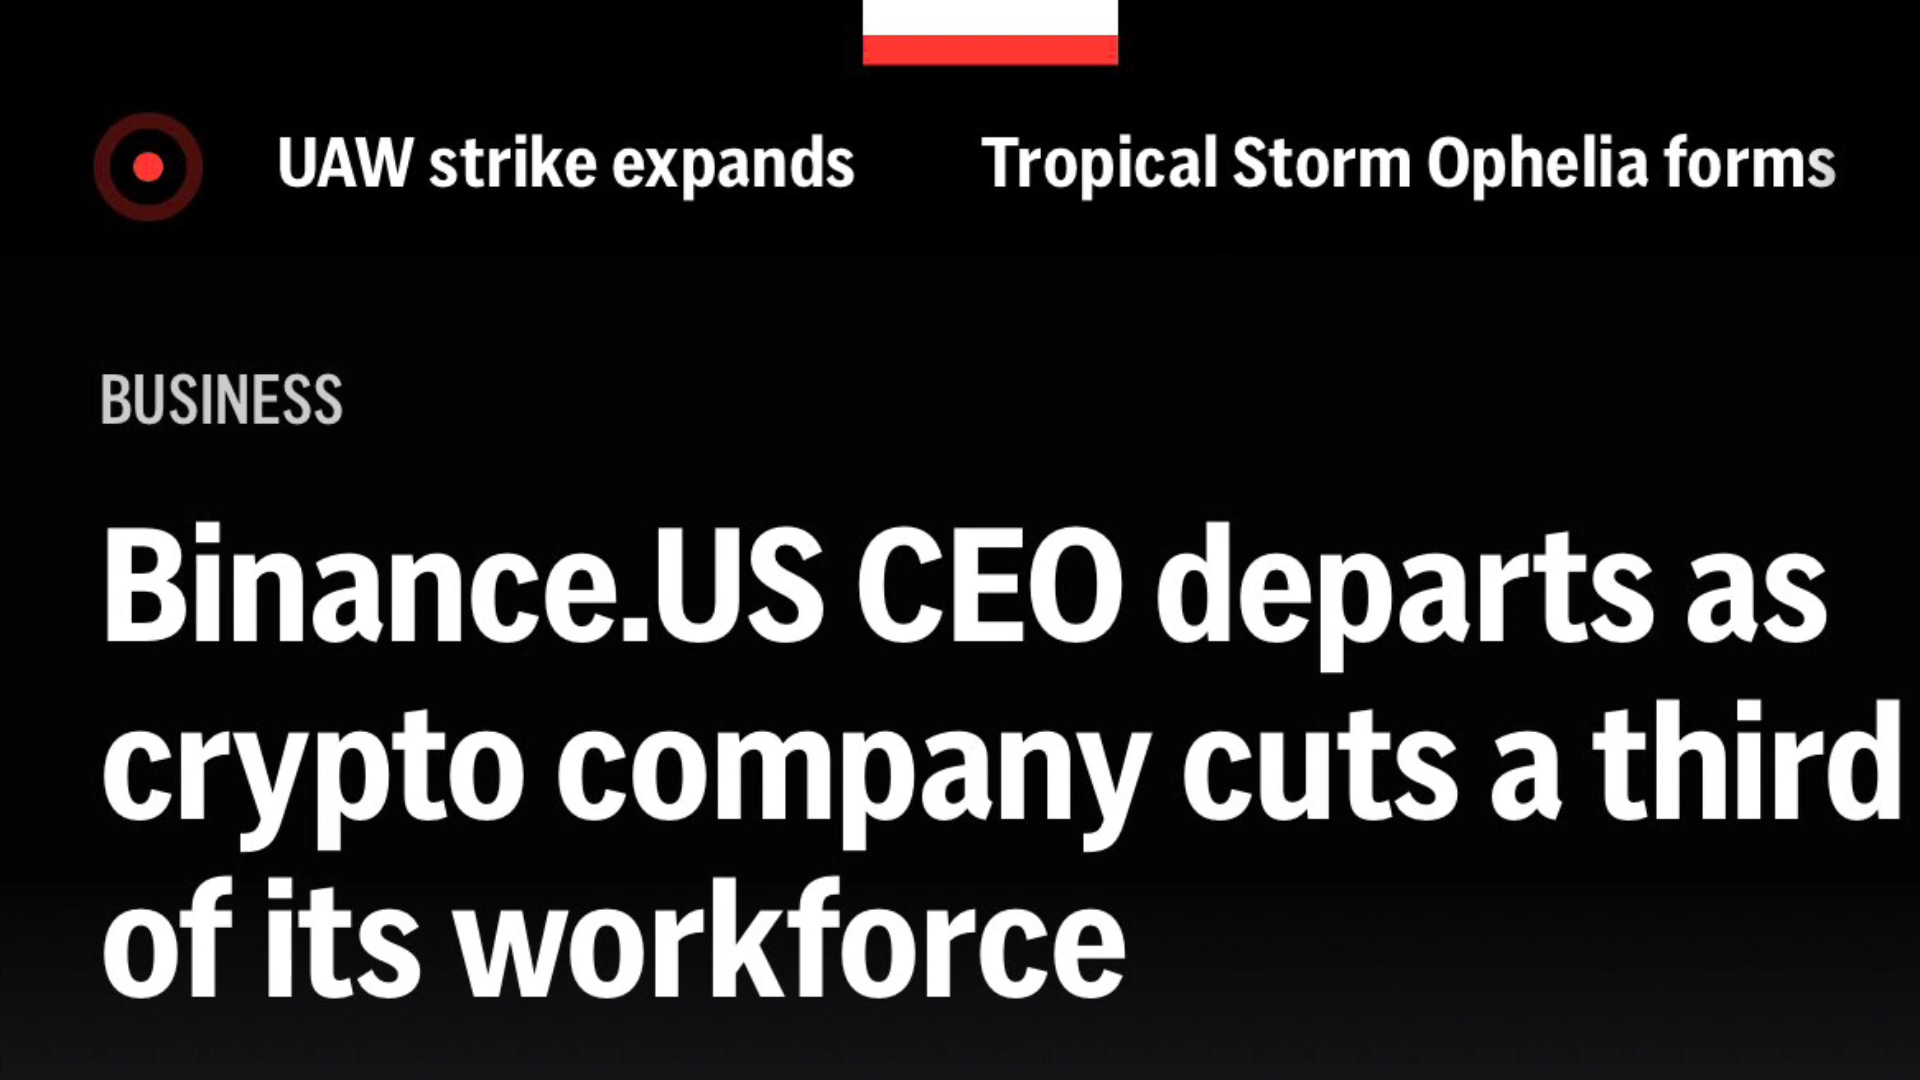 UAW strike expands Tropical Storm Ophelia forms
BUSINESS
Binance.US CEO departs as
crypto company cuts a third
of its workforce